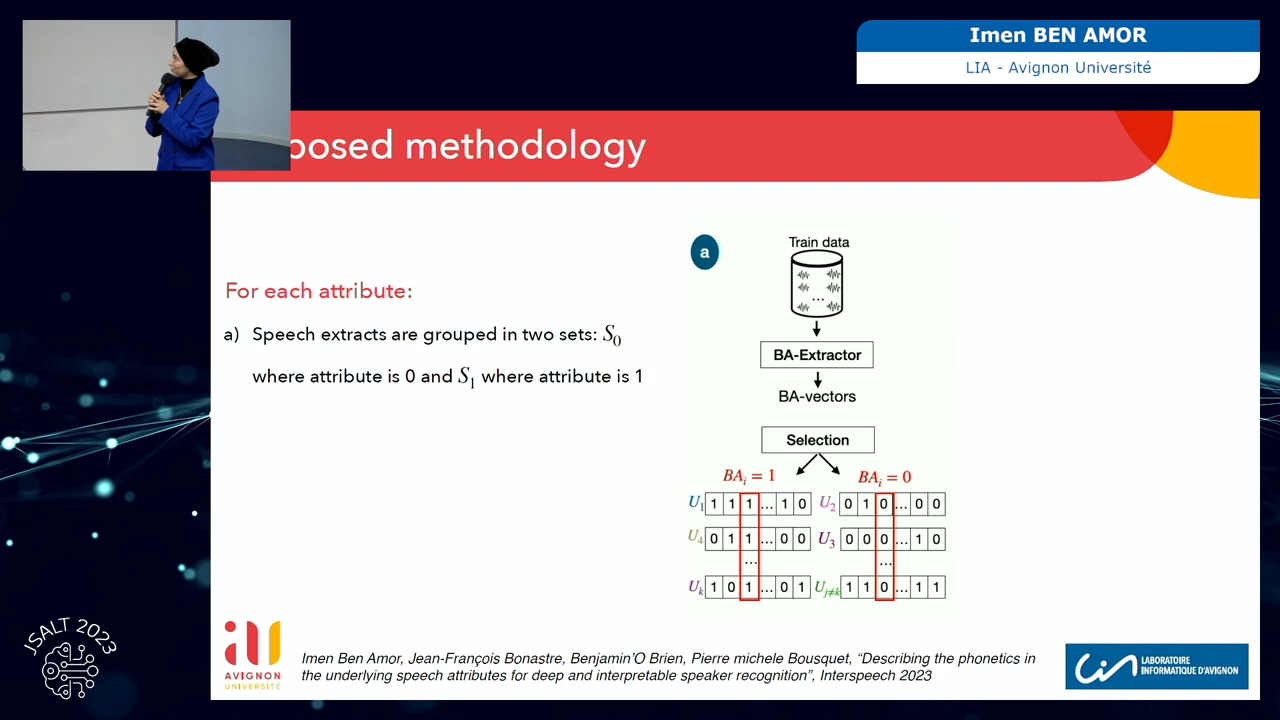 Imen BEN AMOR
LIA - Avignon Université
posed methodology
For each attribute:
a) Speech extracts are grouped in two sets: S₀
where attribute is 0 and S₁ where attribute is 1
a
Train data
...
BA-Extractor
BA-vectors
Selection
BAᵢ = 1 BAᵢ = 0
U₁ 1 1 1 ... 1 0 U₂ 0 1 0 ... 0 0
U₄ 0 1 1 ... 0 0 U₃ 0 0 0 ... 1 0
... ...
Uₖ 1 0 1 ... 0 1 Uⱼ≠ₖ 1 1 0 ... 1 1
JSALT 2023
AVIGNON
UNIVERSITÉ
Imen Ben Amor, Jean-François Bonastre, Benjamin'O Brien, Pierre michele Bousquet, “Describing the phonetics in
the underlying speech attributes for deep and interpretable speaker recognition”, Interspeech 2023
LABORATOIRE
INFORMATIQUE D'AVIGNON